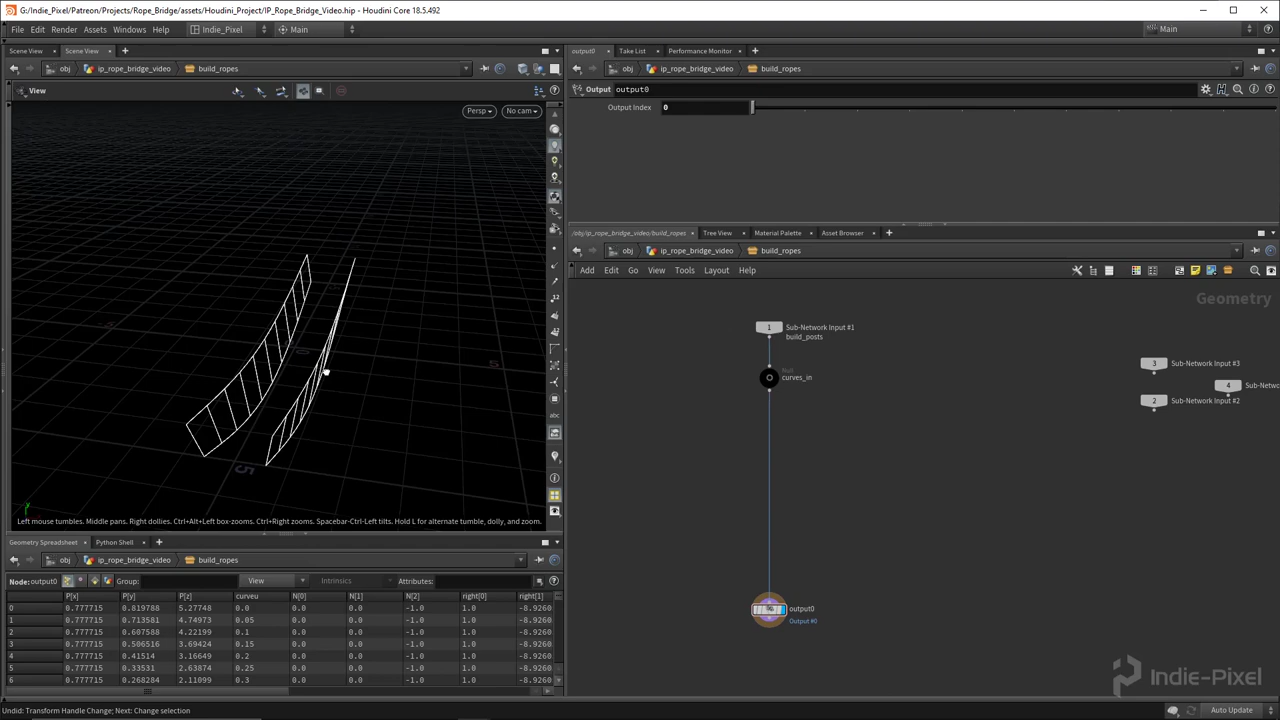 G:/Indie_Pixel/Patreon/Projects/Rope_Bridge/assets/Houdini_Project/IP_Rope_Bridge_Video.hip - Houdini Core 18.5.492
File Edit Render Assets Windows Help Indie_Pixel Main Main
Scene View Scene View
obj ip_rope_bridge_video build_ropes
View
Persp No cam
5
5
0
Left mouse tumbles. Middle pans. Right dollies. Ctrl+Alt+Left box-zooms. Ctrl+Right zooms. Spacebar-Ctrl-Left tilts. Hold L for alternate tumble, dolly, and zoom.
Geometry Spreadsheet Python Shell
obj ip_rope_bridge_video build_ropes
Node: output0 Group: View Intrinsics Attributes:
P[x] P[y] P[z] curveu N[0] N[1] N[2] right[0] right[1]
0 0.777715 0.819788 5.27748 0.0 0.0 0.0 -1.0 1.0 -8.9260
1 0.777715 0.713581 4.74973 0.05 0.0 0.0 -1.0 1.0 -8.9260
2 0.777715 0.607588 4.22199 0.1 0.0 0.0 -1.0 1.0 -8.9260
3 0.777715 0.506516 3.69424 0.15 0.0 0.0 -1.0 1.0 -8.9260
4 0.777715 0.41514 3.16649 0.2 0.0 0.0 -1.0 1.0 -8.9260
5 0.777715 0.33531 2.63874 0.25 0.0 0.0 -1.0 1.0 -8.9260
6 0.777715 0.268284 2.11099 0.3 0.0 0.0 -1.0 1.0 -8.9260
Undo: Transform Handle Change; Next: Change selection
output0 Take List Performance Monitor
obj ip_rope_bridge_video build_ropes
Output output0
Output Index 0
/obj/ip_rope_bridge_video/build_ropes Tree View Material Palette Asset Browser
obj ip_rope_bridge_video build_ropes
Add Edit Go View Tools Layout Help
Geometry
1 Sub-Network Input #1
build_posts
Null
curves_in
3 Sub-Network Input #3
4 Sub-Netwo
2 Sub-Network Input #2
output0
Output #0
Indie-Pixel
Auto Update